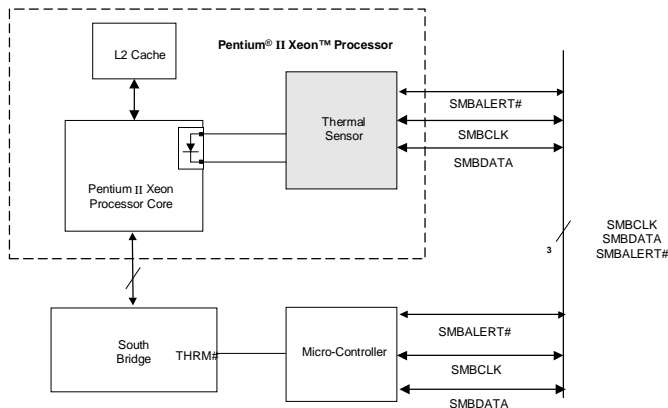 Pentium® II Xeon™ Processor
L2 Cache
Thermal
Sensor
SMBALERT#
SMBCLK
SMBDATA
Pentium II Xeon
Processor Core
3
SMBCLK
SMBDATA
SMBALERT#
South
Bridge
THRM#
Micro-Controller
SMBALERT#
SMBCLK
SMBDATA